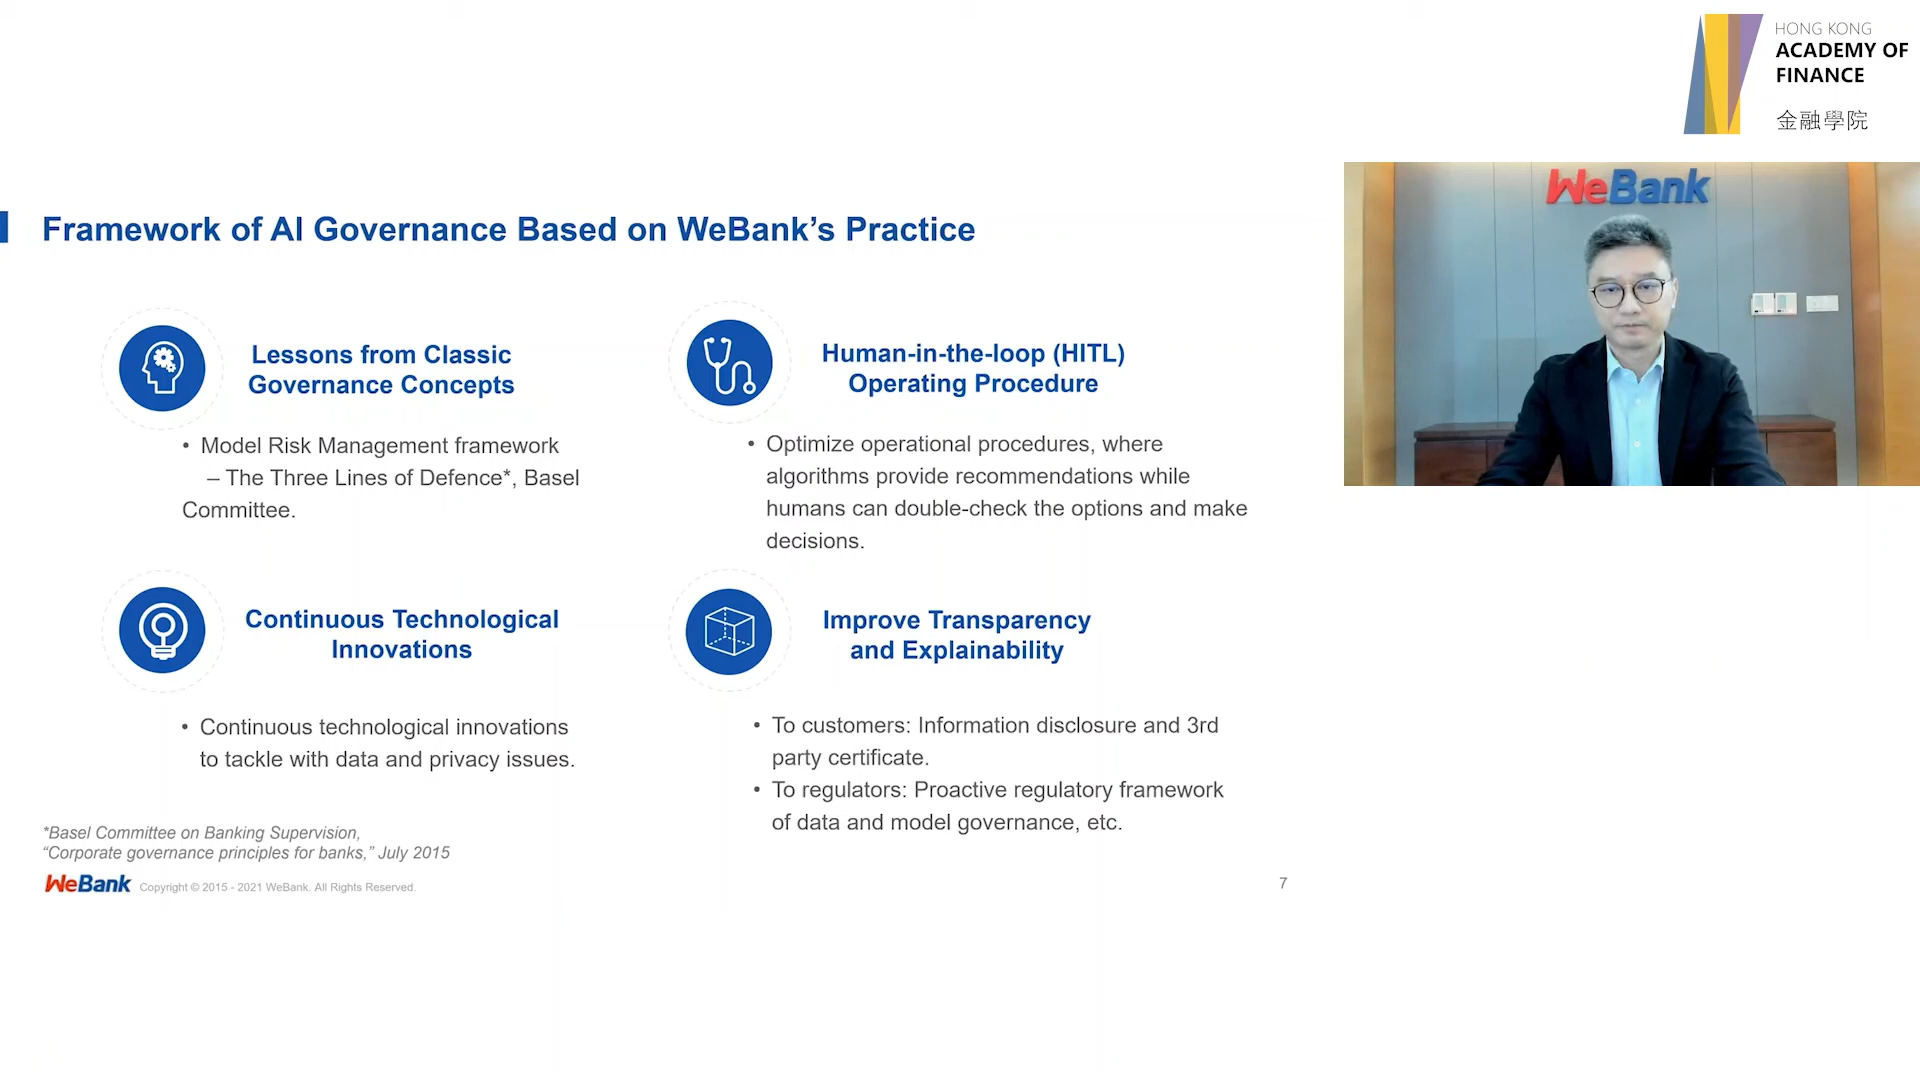 HONG KONG
ACADEMY OF
FINANCE
金融學院
WeBank
Framework of AI Governance Based on WeBank’s Practice
Lessons from Classic
Governance Concepts
• Model Risk Management framework
– The Three Lines of Defence*, Basel
Committee.
Human-in-the-loop (HITL)
Operating Procedure
• Optimize operational procedures, where
algorithms provide recommendations while
humans can double-check the options and make
decisions.
Continuous Technological
Innovations
• Continuous technological innovations
to tackle with data and privacy issues.
Improve Transparency
and Explainability
• To customers: Information disclosure and 3rd
party certificate.
• To regulators: Proactive regulatory framework
of data and model governance, etc.
*Basel Committee on Banking Supervision,
“Corporate governance principles for banks,” July 2015
WeBank Copyright © 2015 - 2021 WeBank. All Rights Reserved.
7